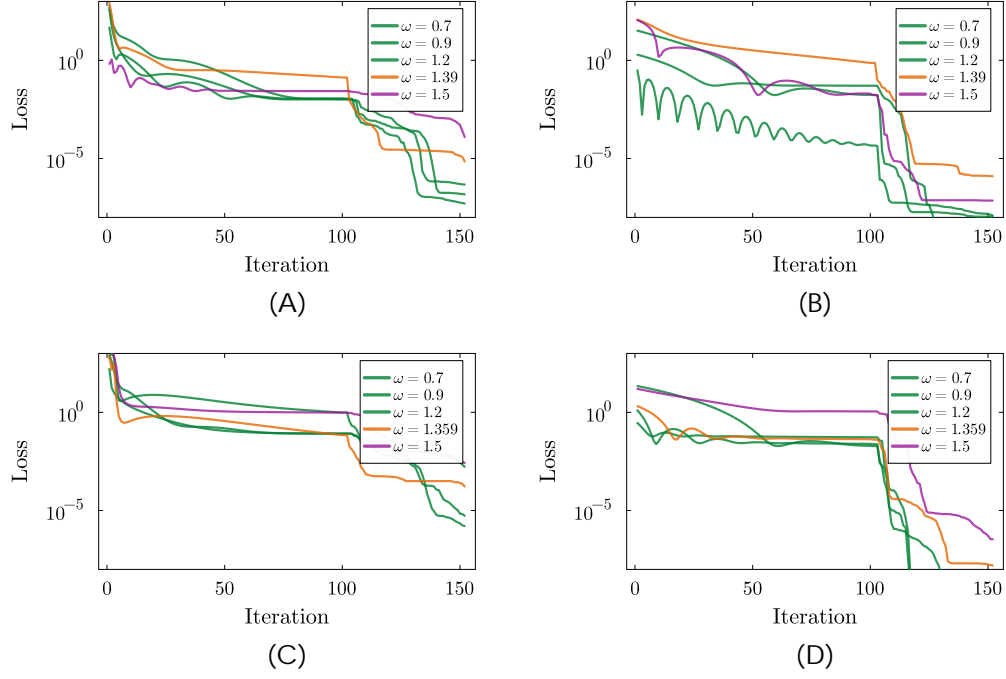 Loss
10^0
10^{-5}
0 50 100 150
Iteration
ω = 0.7
ω = 0.9
ω = 1.2
ω = 1.39
ω = 1.5
(A)
Loss
10^0
10^{-5}
0 50 100 150
Iteration
ω = 0.7
ω = 0.9
ω = 1.2
ω = 1.39
ω = 1.5
(B)
Loss
10^0
10^{-5}
0 50 100 150
Iteration
ω = 0.7
ω = 0.9
ω = 1.2
ω = 1.359
ω = 1.5
(C)
Loss
10^0
10^{-5}
0 50 100 150
Iteration
ω = 0.7
ω = 0.9
ω = 1.2
ω = 1.359
ω = 1.5
(D)